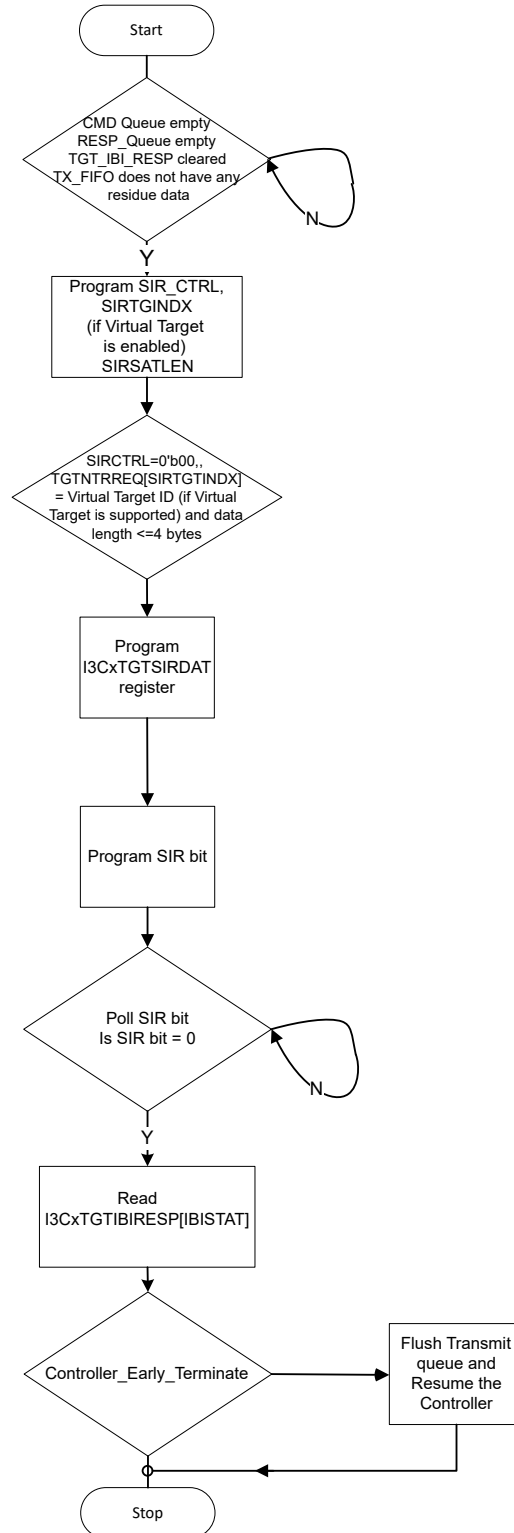 Start
CMD Queue empty
RESP_Queue empty
TGT_IBI_RESP cleared
TX_FIFO does not have any
residue data
N
Y
Program SIR_CTRL,
SIRTGINDX
(if Virtual Target
is enabled)
SIRSATLEN
SIRCTRL=0'b00,,
TGTNTRREQ[SIRTGTINDX]
= Virtual Target ID (if Virtual
Target is supported) and data
length <=4 bytes
Program
I3CxTGTSIRDAT
register
Program SIR bit
Poll SIR bit
Is SIR bit = 0
N
Y
Read
I3CxTGTIBIRESP[IBISTAT]
Controller_Early_Terminate
Flush Transmit
queue and
Resume the
Controller
Stop